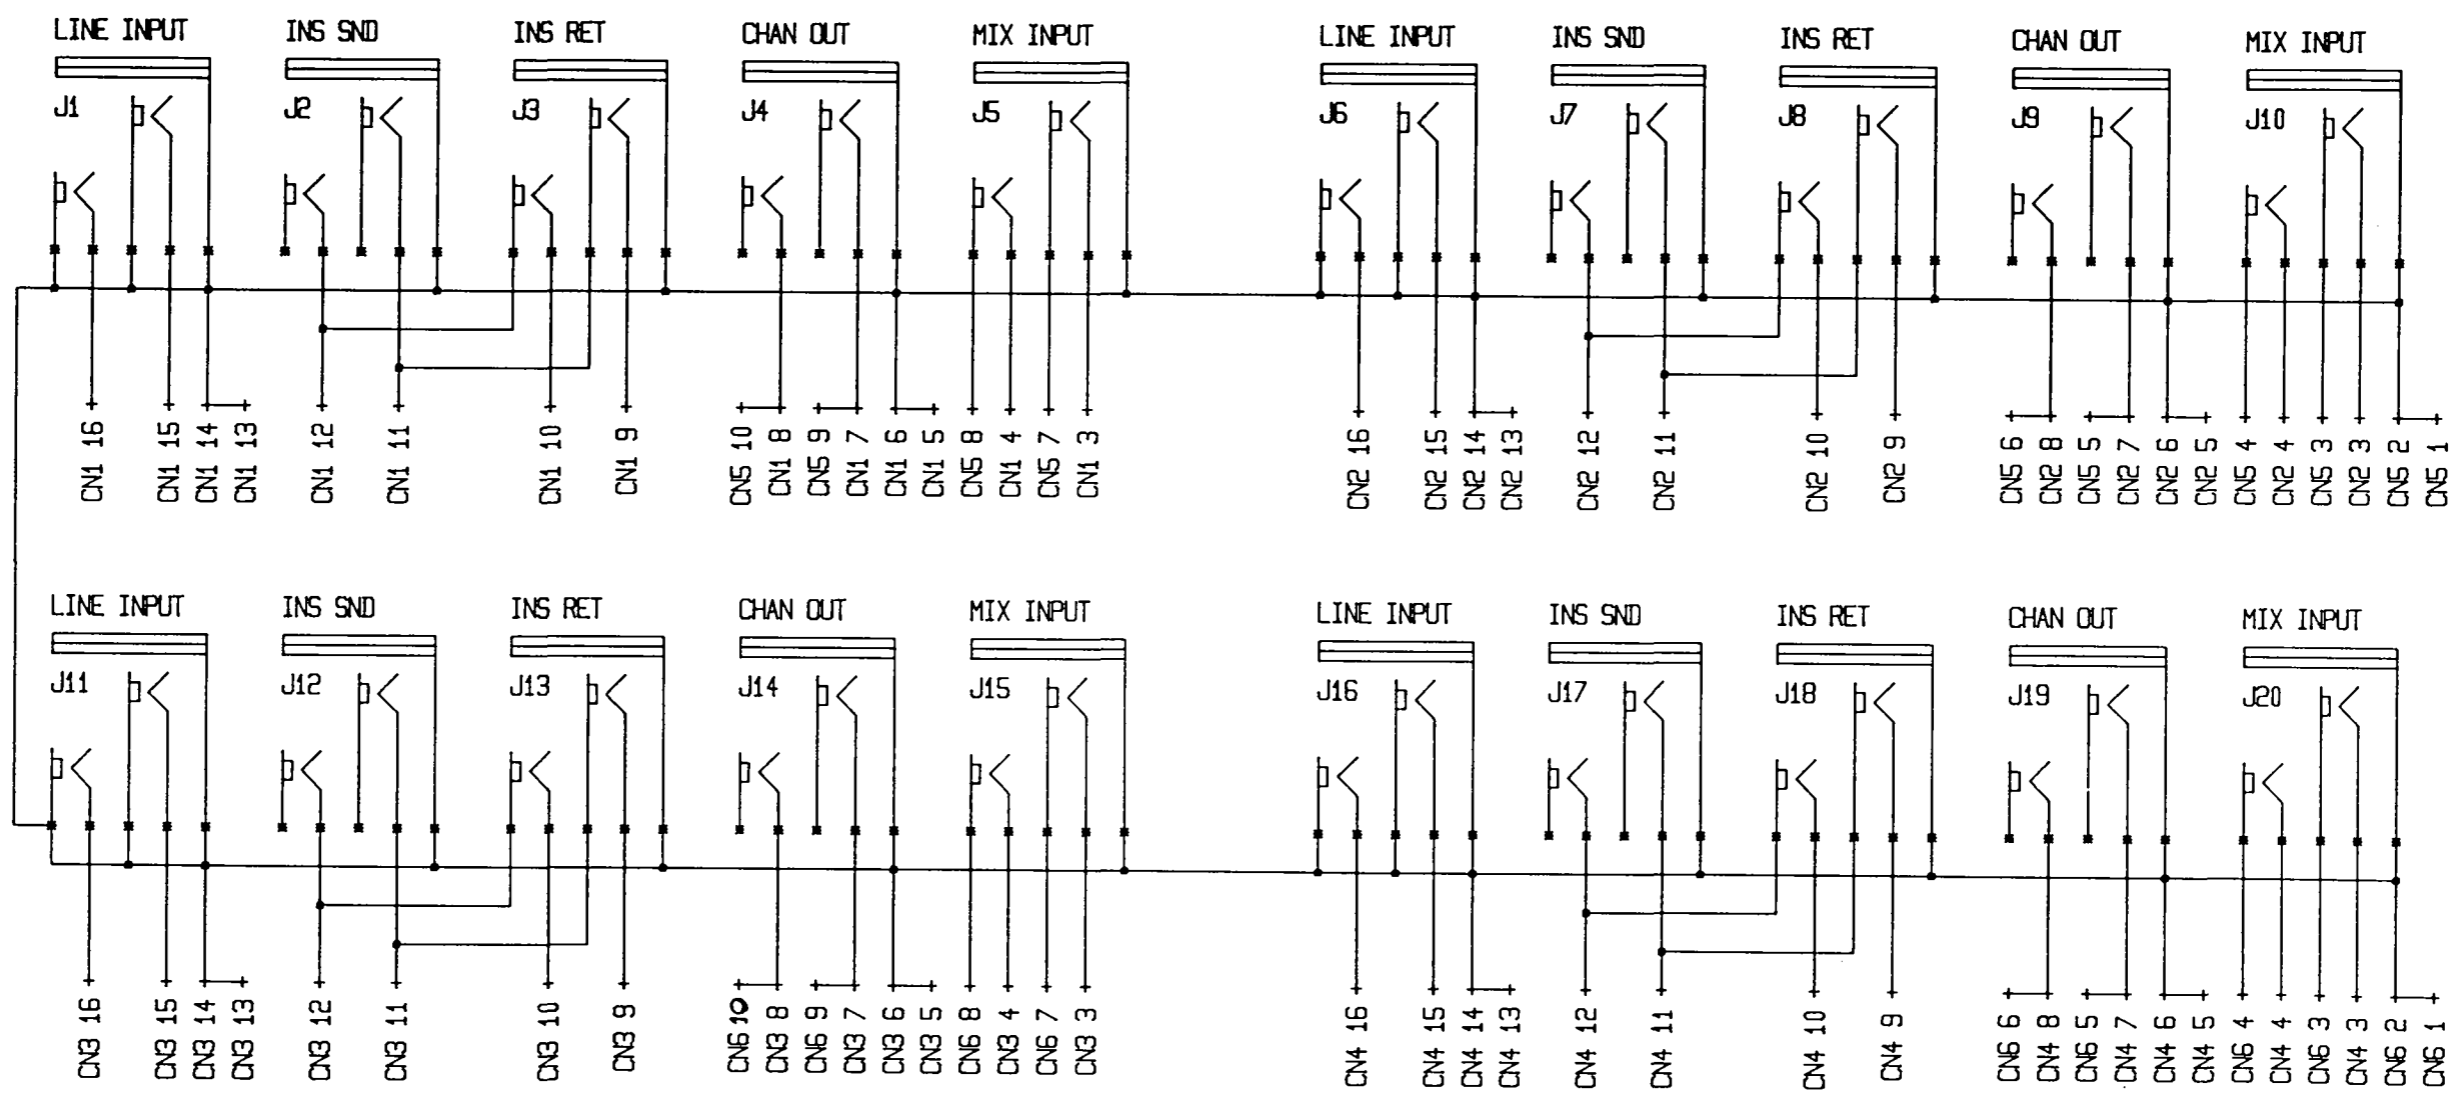 LINE INPUT INS SND INS RET CHAN OUT MIX INPUT LINE INPUT INS SND INS RET CHAN OUT MIX INPUT
J1 J2 J3 J4 J5 J6 J7 J8 J9 J10
CN1 16 CN1 15 CN1 14 CN1 13 CN1 12 CN1 11 CN1 10 CN1 9 CN5 10 CN1 8 CN5 9 CN1 7 CN1 6 CN1 5 CN5 8 CN1 4 CN5 7 CN1 3 CN2 16 CN2 15 CN2 14 CN2 13 CN2 12 CN2 11 CN2 10 CN2 9 CN5 6 CN2 8 CN5 5 CN2 7 CN2 6 CN2 5 CN5 4 CN2 4 CN5 3 CN2 3 CN5 2 CN5 1
LINE INPUT INS SND INS RET CHAN OUT MIX INPUT LINE INPUT INS SND INS RET CHAN OUT MIX INPUT
J11 J12 J13 J14 J15 J16 J17 J18 J19 J20
CN3 16 CN3 15 CN3 14 CN3 13 CN3 12 CN3 11 CN3 10 CN3 9 CN6 10 CN3 8 CN6 9 CN3 7 CN3 6 CN3 5 CN6 8 CN3 4 CN6 7 CN3 3 CN4 16 CN4 15 CN4 14 CN4 13 CN4 12 CN4 11 CN4 10 CN4 9 CN6 6 CN4 8 CN6 5 CN4 7 CN4 6 CN4 5 CN6 4 CN4 4 CN6 3 CN4 3 CN6 2 CN6 1